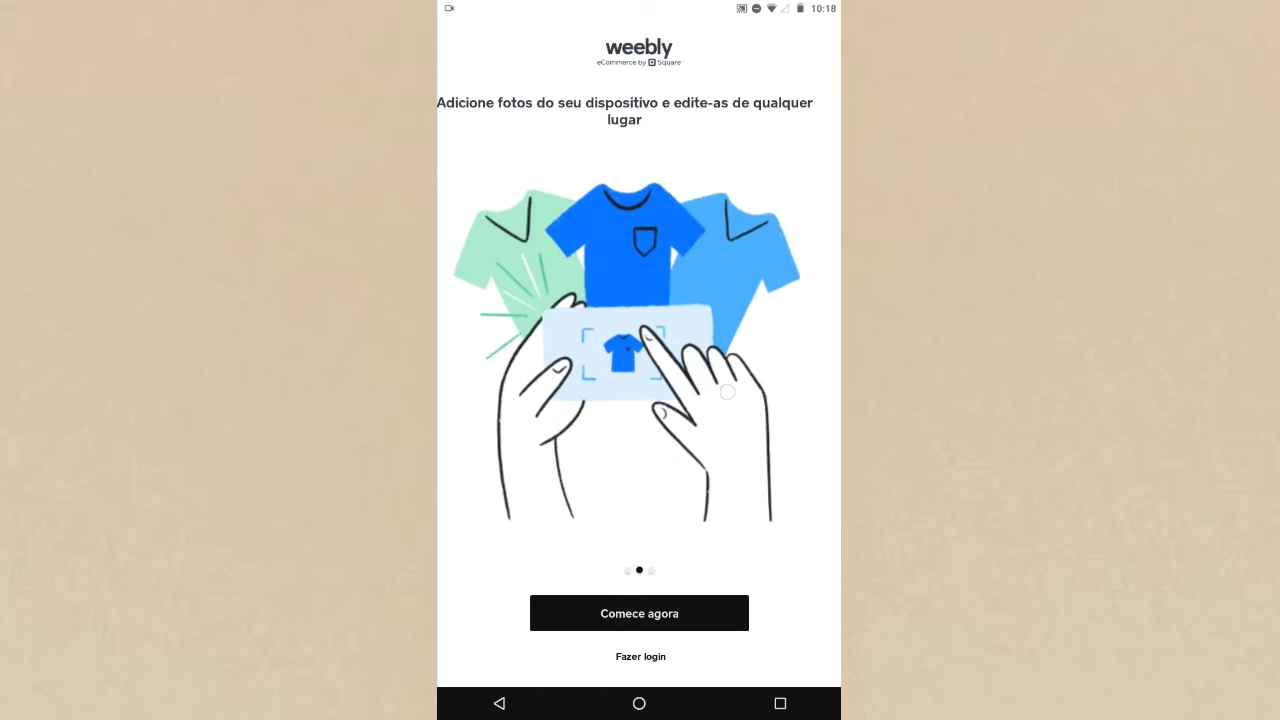 10:18
weebly
eCommerce by Square
Adicione fotos do seu dispositivo e edite-as de qualquer
lugar
Comece agora
Fazer login